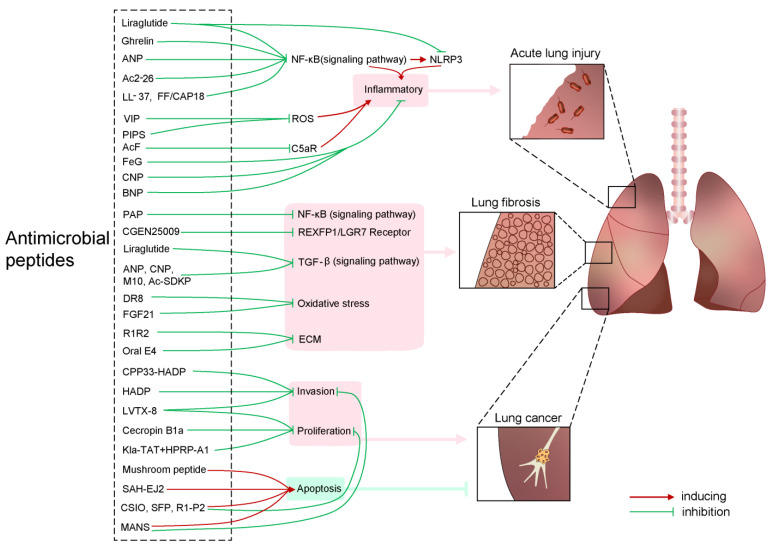 Antimicrobial
peptides
Liraglutide
Ghrelin
ANP
Ac2-26
LL-37, FF/CAP18
VIP
PIPS
AcF
FeG
CNP
BNP
PAP
CGEN25009
Liraglutide
ANP, CNP,
M10, Ac-SDKP
DR8
FGF21
R1R2
Oral E4
CPP33-HADP
HADP
LVTX-8
Cecropin B1a
Kla-TAT+HPRP-A1
Mushroom peptide
SAH-EJ2
CSIO, SFP, R1-P2
MANS
NF-κB(signaling pathway)
NLRP3
Inflammatory
ROS
C5aR
NF-κB (signaling pathway)
REXFP1/LGR7 Receptor
TGF-β (signaling pathway)
Oxidative stress
ECM
Invasion
Proliferation
Apoptosis
Acute lung injury
Lung fibrosis
Lung cancer
inducing
inhibition